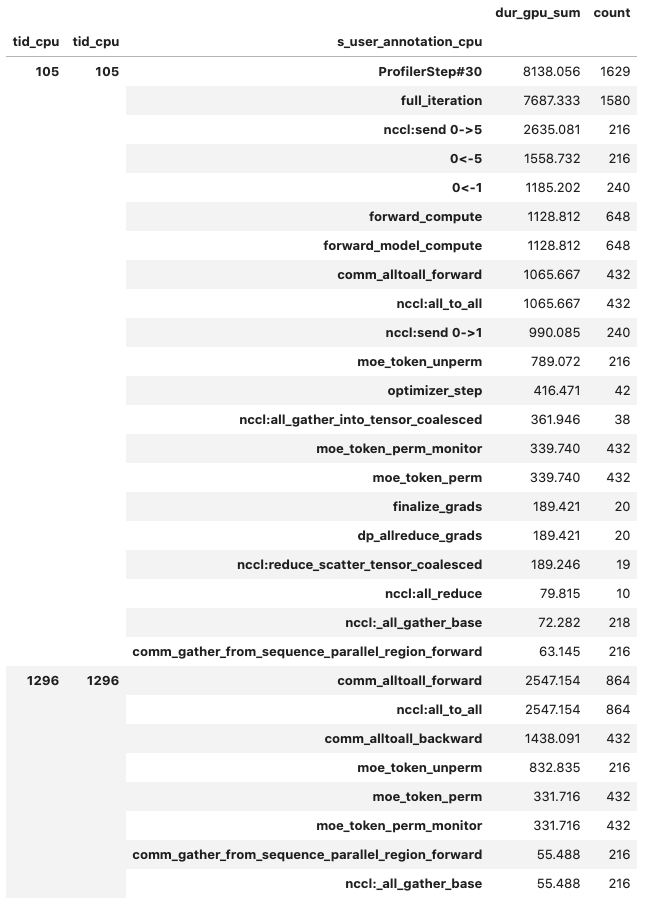 dur_gpu_sum count
tid_cpu tid_cpu s_user_annotation_cpu
105 105 ProfilerStep#30 8138.056 1629
full_iteration 7687.333 1580
nccl:send 0->5 2635.081 216
0<-5 1558.732 216
0<-1 1185.202 240
forward_compute 1128.812 648
forward_model_compute 1128.812 648
comm_alltoall_forward 1065.667 432
nccl:all_to_all 1065.667 432
nccl:send 0->1 990.085 240
moe_token_unperm 789.072 216
optimizer_step 416.471 42
nccl:all_gather_into_tensor_coalesced 361.946 38
moe_token_perm_monitor 339.740 432
moe_token_perm 339.740 432
finalize_grads 189.421 20
dp_allreduce_grads 189.421 20
nccl:reduce_scatter_tensor_coalesced 189.246 19
nccl:all_reduce 79.815 10
nccl:_all_gather_base 72.282 218
comm_gather_from_sequence_parallel_region_forward 63.145 216
1296 1296 comm_alltoall_forward 2547.154 864
nccl:all_to_all 2547.154 864
comm_alltoall_backward 1438.091 432
moe_token_unperm 832.835 216
moe_token_perm 331.716 432
moe_token_perm_monitor 331.716 432
comm_gather_from_sequence_parallel_region_forward 55.488 216
nccl:_all_gather_base 55.488 216